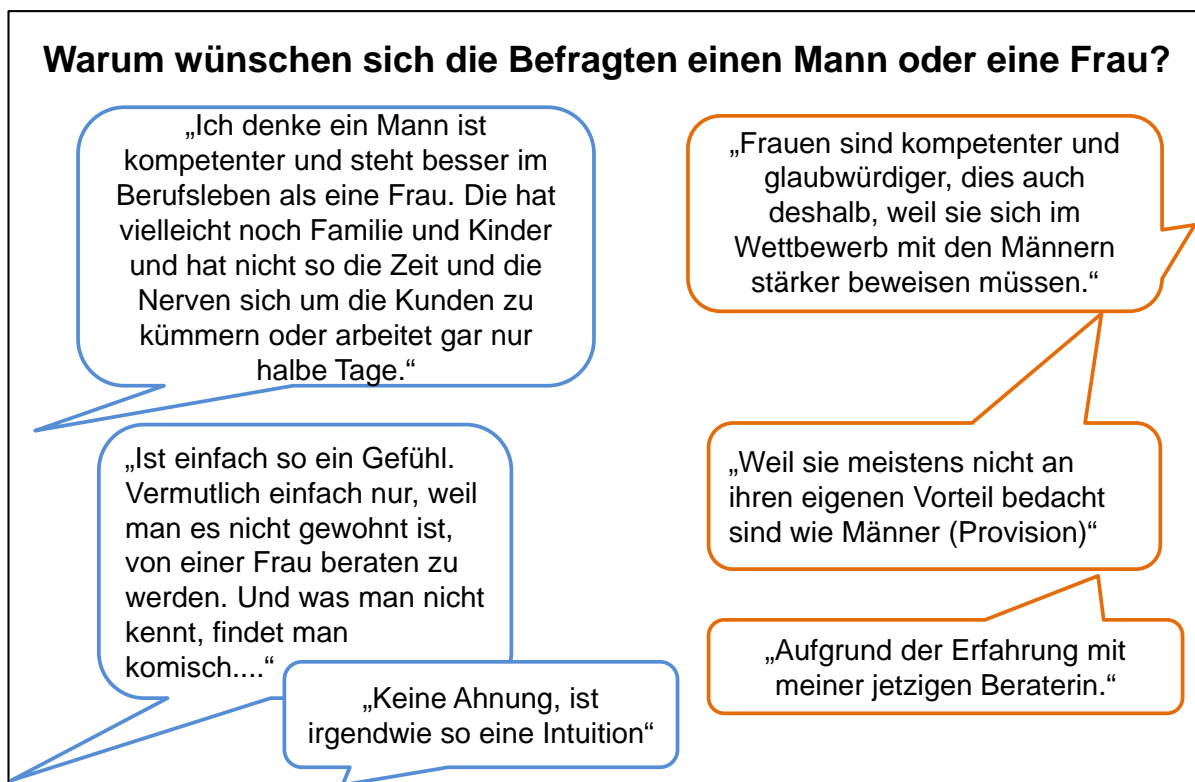 Warum wünschen sich die Befragten einen Mann oder eine Frau?
„Ich denke ein Mann ist
kompetenter und steht besser im
Berufsleben als eine Frau. Die hat
vielleicht noch Familie und Kinder
und hat nicht so die Zeit und die
Nerven sich um die Kunden zu
kümmern oder arbeitet gar nur
halbe Tage.“
„Ist einfach so ein Gefühl.
Vermutlich einfach nur, weil
man es nicht gewohnt ist,
von einer Frau beraten zu
werden. Und was man nicht
kennt, findet man
komisch....“
„Keine Ahnung, ist
irgendwie so eine Intuition“
„Frauen sind kompetenter und
glaubwürdiger, dies auch
deshalb, weil sie sich im
Wettbewerb mit den Männern
stärker beweisen müssen.“
„Weil sie meistens nicht an
ihren eigenen Vorteil bedacht
sind wie Männer (Provision)“
„Aufgrund der Erfahrung mit
meiner jetzigen Beraterin.“